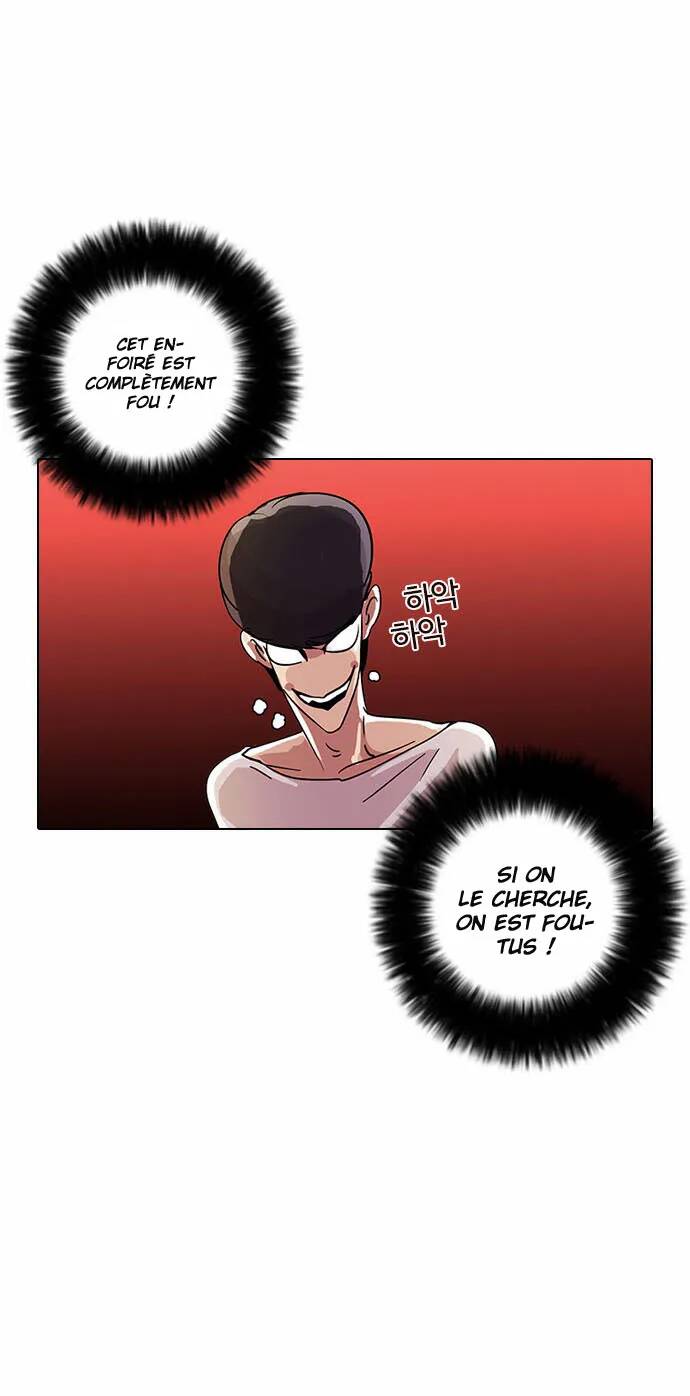 CET EN-
FOIRÉ EST
COMPLÈTEMENT
FOU !
하악
하악
SI ON
LE CHERCHE,
ON EST FOU-
TUS !